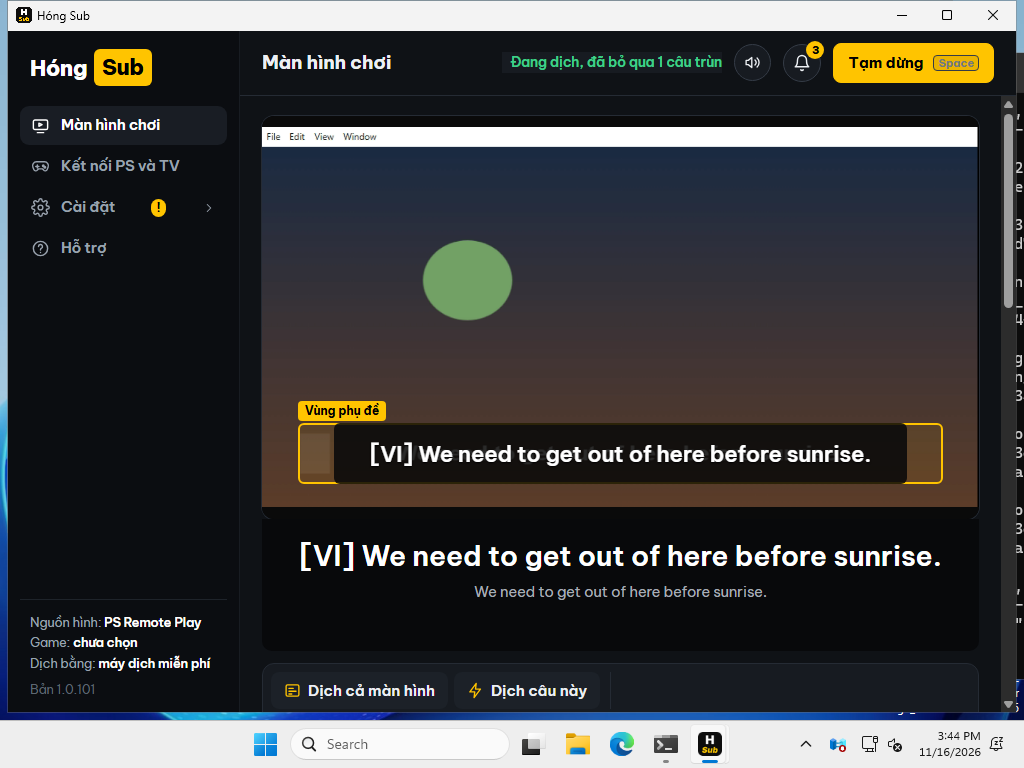 Hóng Sub
Hóng Sub
Màn hình chơi
Kết nối PS và TV
Cài đặt
!
Hỗ trợ
Nguồn hình: PS Remote Play
Game: chưa chọn
Dịch bằng: máy dịch miễn phí
Bản 1.0.101
Màn hình chơi
Đang dịch, đã bỏ qua 1 câu trùn
3
Tạm dừng Space
File Edit View Window
Vùng phụ đề
[VI] We need to get out of here before sunrise.
[VI] We need to get out of here before sunrise.
We need to get out of here before sunrise.
Dịch cả màn hình
Dịch câu này
Search
H Sub
3:44 PM
11/16/2026